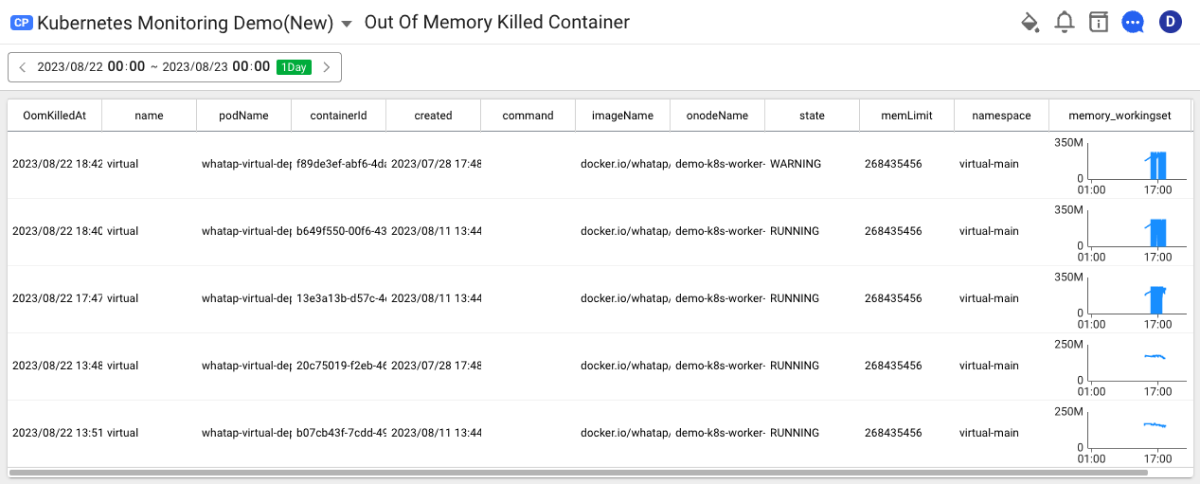 CP Kubernetes Monitoring Demo(New) Out Of Memory Killed Container D
2023/08/22 00:00 ~ 2023/08/23 00:00 1Day
OomKilledAt name podName containerId created command imageName onodeName state memLimit namespace memory_workingset
2023/08/22 18:42 virtual whatap-virtual-dep f89de3ef-abf6-4da 2023/07/28 17:48 docker.io/whatap/ demo-k8s-worker- WARNING 268435456 virtual-main 350M
0
01:00 17:00
2023/08/22 18:40 virtual whatap-virtual-dep b649f550-00f6-43 2023/08/11 13:44 docker.io/whatap/ demo-k8s-worker- RUNNING 268435456 virtual-main 350M
0
01:00 17:00
2023/08/22 17:47 virtual whatap-virtual-dep 13e3a13b-d57c-4 2023/08/11 13:44 docker.io/whatap/ demo-k8s-worker- RUNNING 268435456 virtual-main 350M
0
01:00 17:00
2023/08/22 13:48 virtual whatap-virtual-dep 20c75019-f2eb-46 2023/07/28 17:48 docker.io/whatap/ demo-k8s-worker- RUNNING 268435456 virtual-main 250M
0
01:00 17:00
2023/08/22 13:51 virtual whatap-virtual-dep b07cb43f-7cdd-49 2023/08/11 13:44 docker.io/whatap/ demo-k8s-worker- RUNNING 268435456 virtual-main 250M
0
01:00 17:00